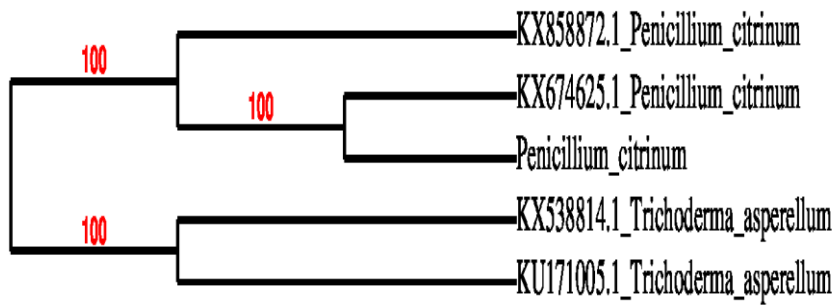 KX858872.1_Penicillium_citrinum
100
KX674625.1_Penicillium_citrinum
100
Penicillium_citrinum
KX538814.1_Trichoderma_asperellum
100
KU171005.1_Trichoderma_asperellum